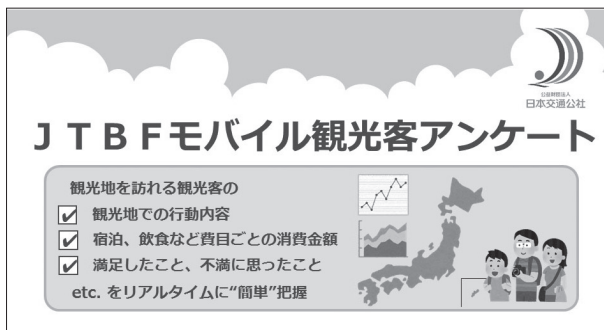 公益財団法人
日本交通公社
JTBFモバイル観光客アンケート
観光地を訪れる観光客の
観光地での行動内容
宿泊、飲食など費目ごとの消費金額
満足したこと、不満に思ったこと
etc. をリアルタイムに“簡単”把握